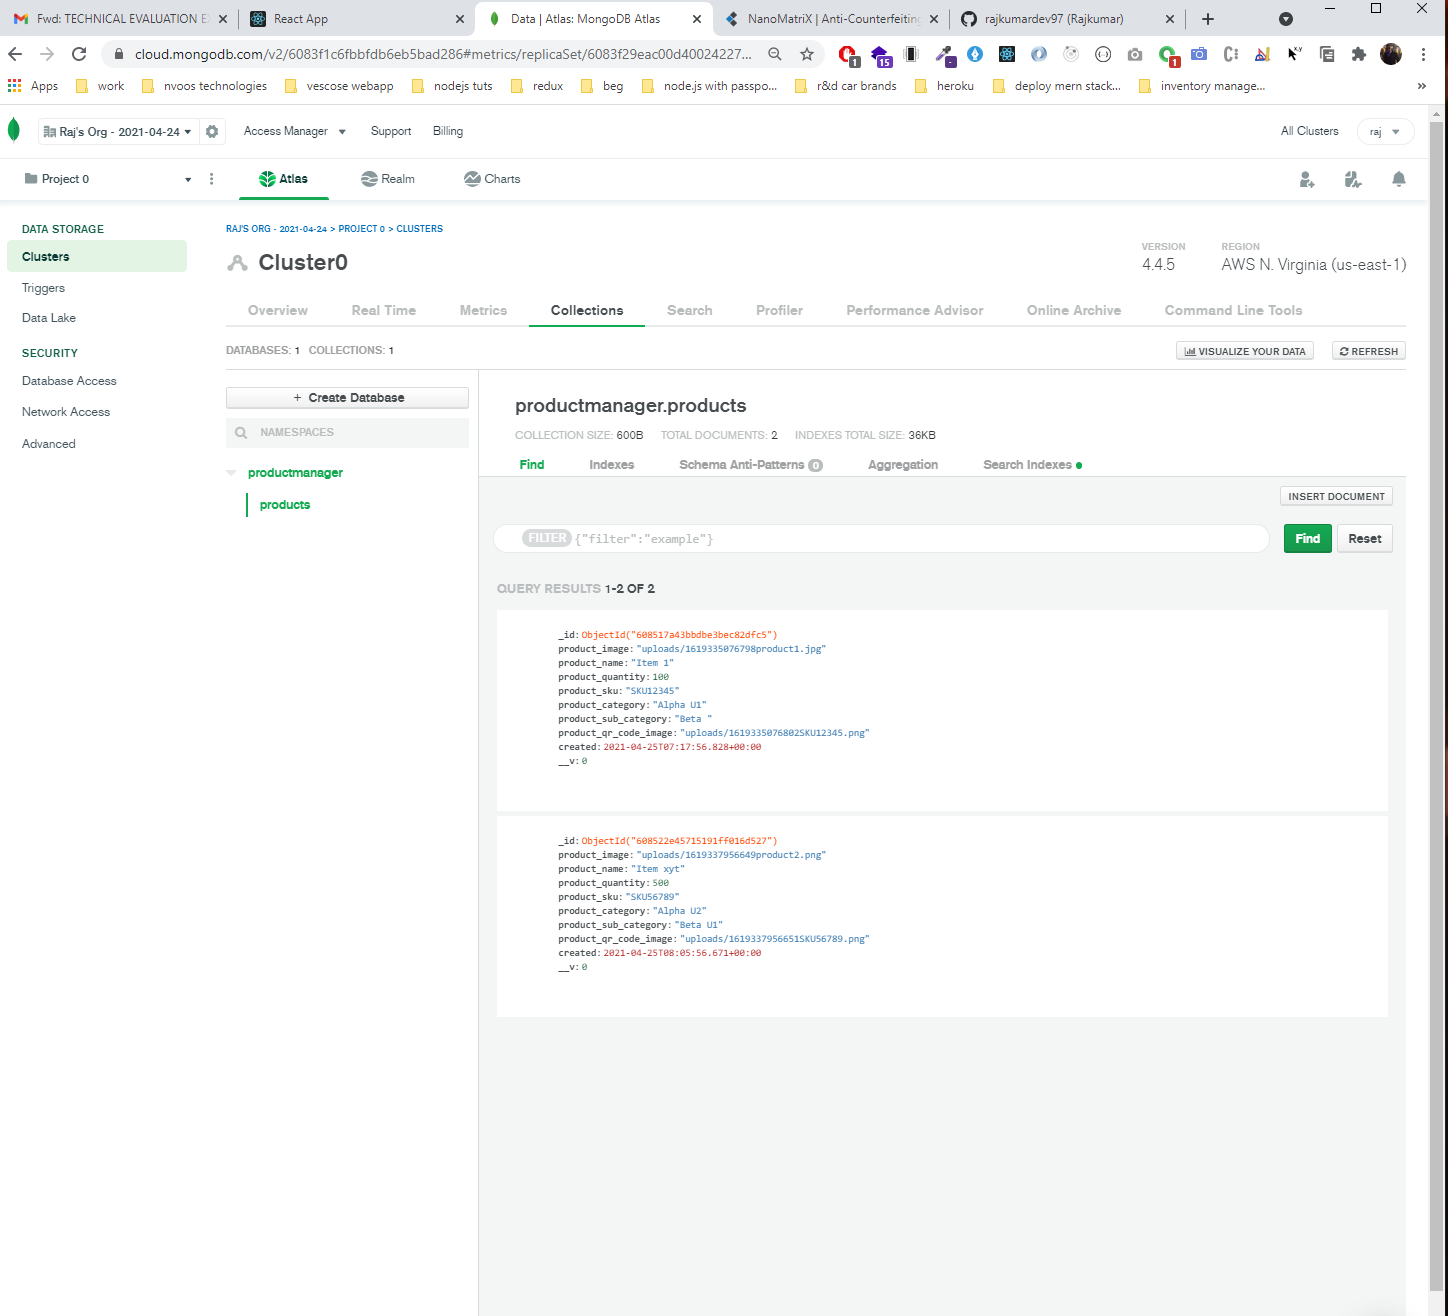 Fwd: TECHNICAL EVALUATION E
React App
Data | Atlas: MongoDB Atlas
NanoMatriX | Anti-Counterfeiting
rajkumardev97 (Rajkumar)
cloud.mongodb.com/v2/6083f1c6fbbfdb6eb5bad286#metrics/replicaSet/6083f29eac00d40024227...
1
15
1
Apps
work
nvoos technologies
vescose webapp
nodejs tuts
redux
beg
node.js with passpo...
r&d car brands
heroku
deploy mern stack...
inventory manage...
»
Raj's Org - 2021-04-24
Access Manager
Support
Billing
All Clusters
raj
Project 0
Atlas
Realm
Charts
DATA STORAGE
Clusters
Triggers
Data Lake
SECURITY
Database Access
Network Access
Advanced
RAJ'S ORG - 2021-04-24 > PROJECT 0 > CLUSTERS
Cluster0
VERSION
4.4.5
REGION
AWS N. Virginia (us-east-1)
Overview
Real Time
Metrics
Collections
Search
Profiler
Performance Advisor
Online Archive
Command Line Tools
DATABASES: 1 COLLECTIONS: 1
VISUALIZE YOUR DATA
REFRESH
+ Create Database
NAMESPACES
productmanager
products
productmanager.products
COLLECTION SIZE: 600B TOTAL DOCUMENTS: 2 INDEXES TOTAL SIZE: 36KB
Find
Indexes
Schema Anti-Patterns 0
Aggregation
Search Indexes
INSERT DOCUMENT
FILTER {"filter":"example"}
Find
Reset
QUERY RESULTS 1-2 OF 2
_id: ObjectId("608517a43bbdbe3bec82dfc5")
product_image: "uploads/1619335076798product1.jpg"
product_name: "Item 1"
product_quantity: 100
product_sku: "SKU12345"
product_category: "Alpha U1"
product_sub_category: "Beta "
product_qr_code_image: "uploads/1619335076802SKU12345.png"
created: 2021-04-25T07:17:56.828+00:00
__v: 0
_id: ObjectId("608522e45715191ff016d527")
product_image: "uploads/1619337956649product2.png"
product_name: "Item xyt"
product_quantity: 500
product_sku: "SKU56789"
product_category: "Alpha U2"
product_sub_category: "Beta U1"
product_qr_code_image: "uploads/1619337956651SKU56789.png"
created: 2021-04-25T08:05:56.671+00:00
__v: 0